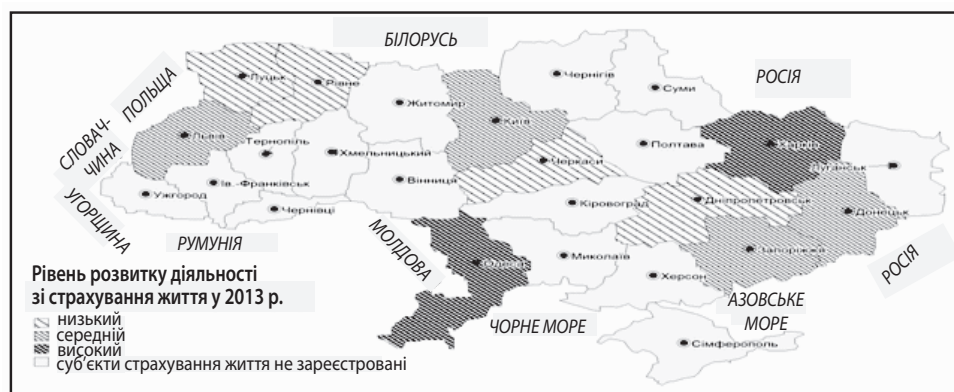 БІЛОРУСЬ
РОСІЯ
ПОЛЬЩА
СЛОВАЧ-
ЧИНА
УГОРЩИНА
РУМУНІЯ
МОЛДОВА
ЧОРНЕ МОРЕ
АЗОВСЬКЕ
МОРЕ
РОСІЯ
Луцьк
Рівне
Житомир
Київ
Чернігів
Суми
Львів
Тернопіль
Хмельницький
Вінниця
Черкаси
Полтава
Харків
Луганськ
Ужгород
Ів.-Франківськ
Чернівці
Кіровоград
Дніпропетровськ
Донецьк
Запоріжжя
Одеса
Миколаїв
Херсон
Сімферополь
Рівень розвитку діяльності
зі страхування життя у 2013 р.
низький
середній
високий
суб'єкти страхування життя не зареєстровані